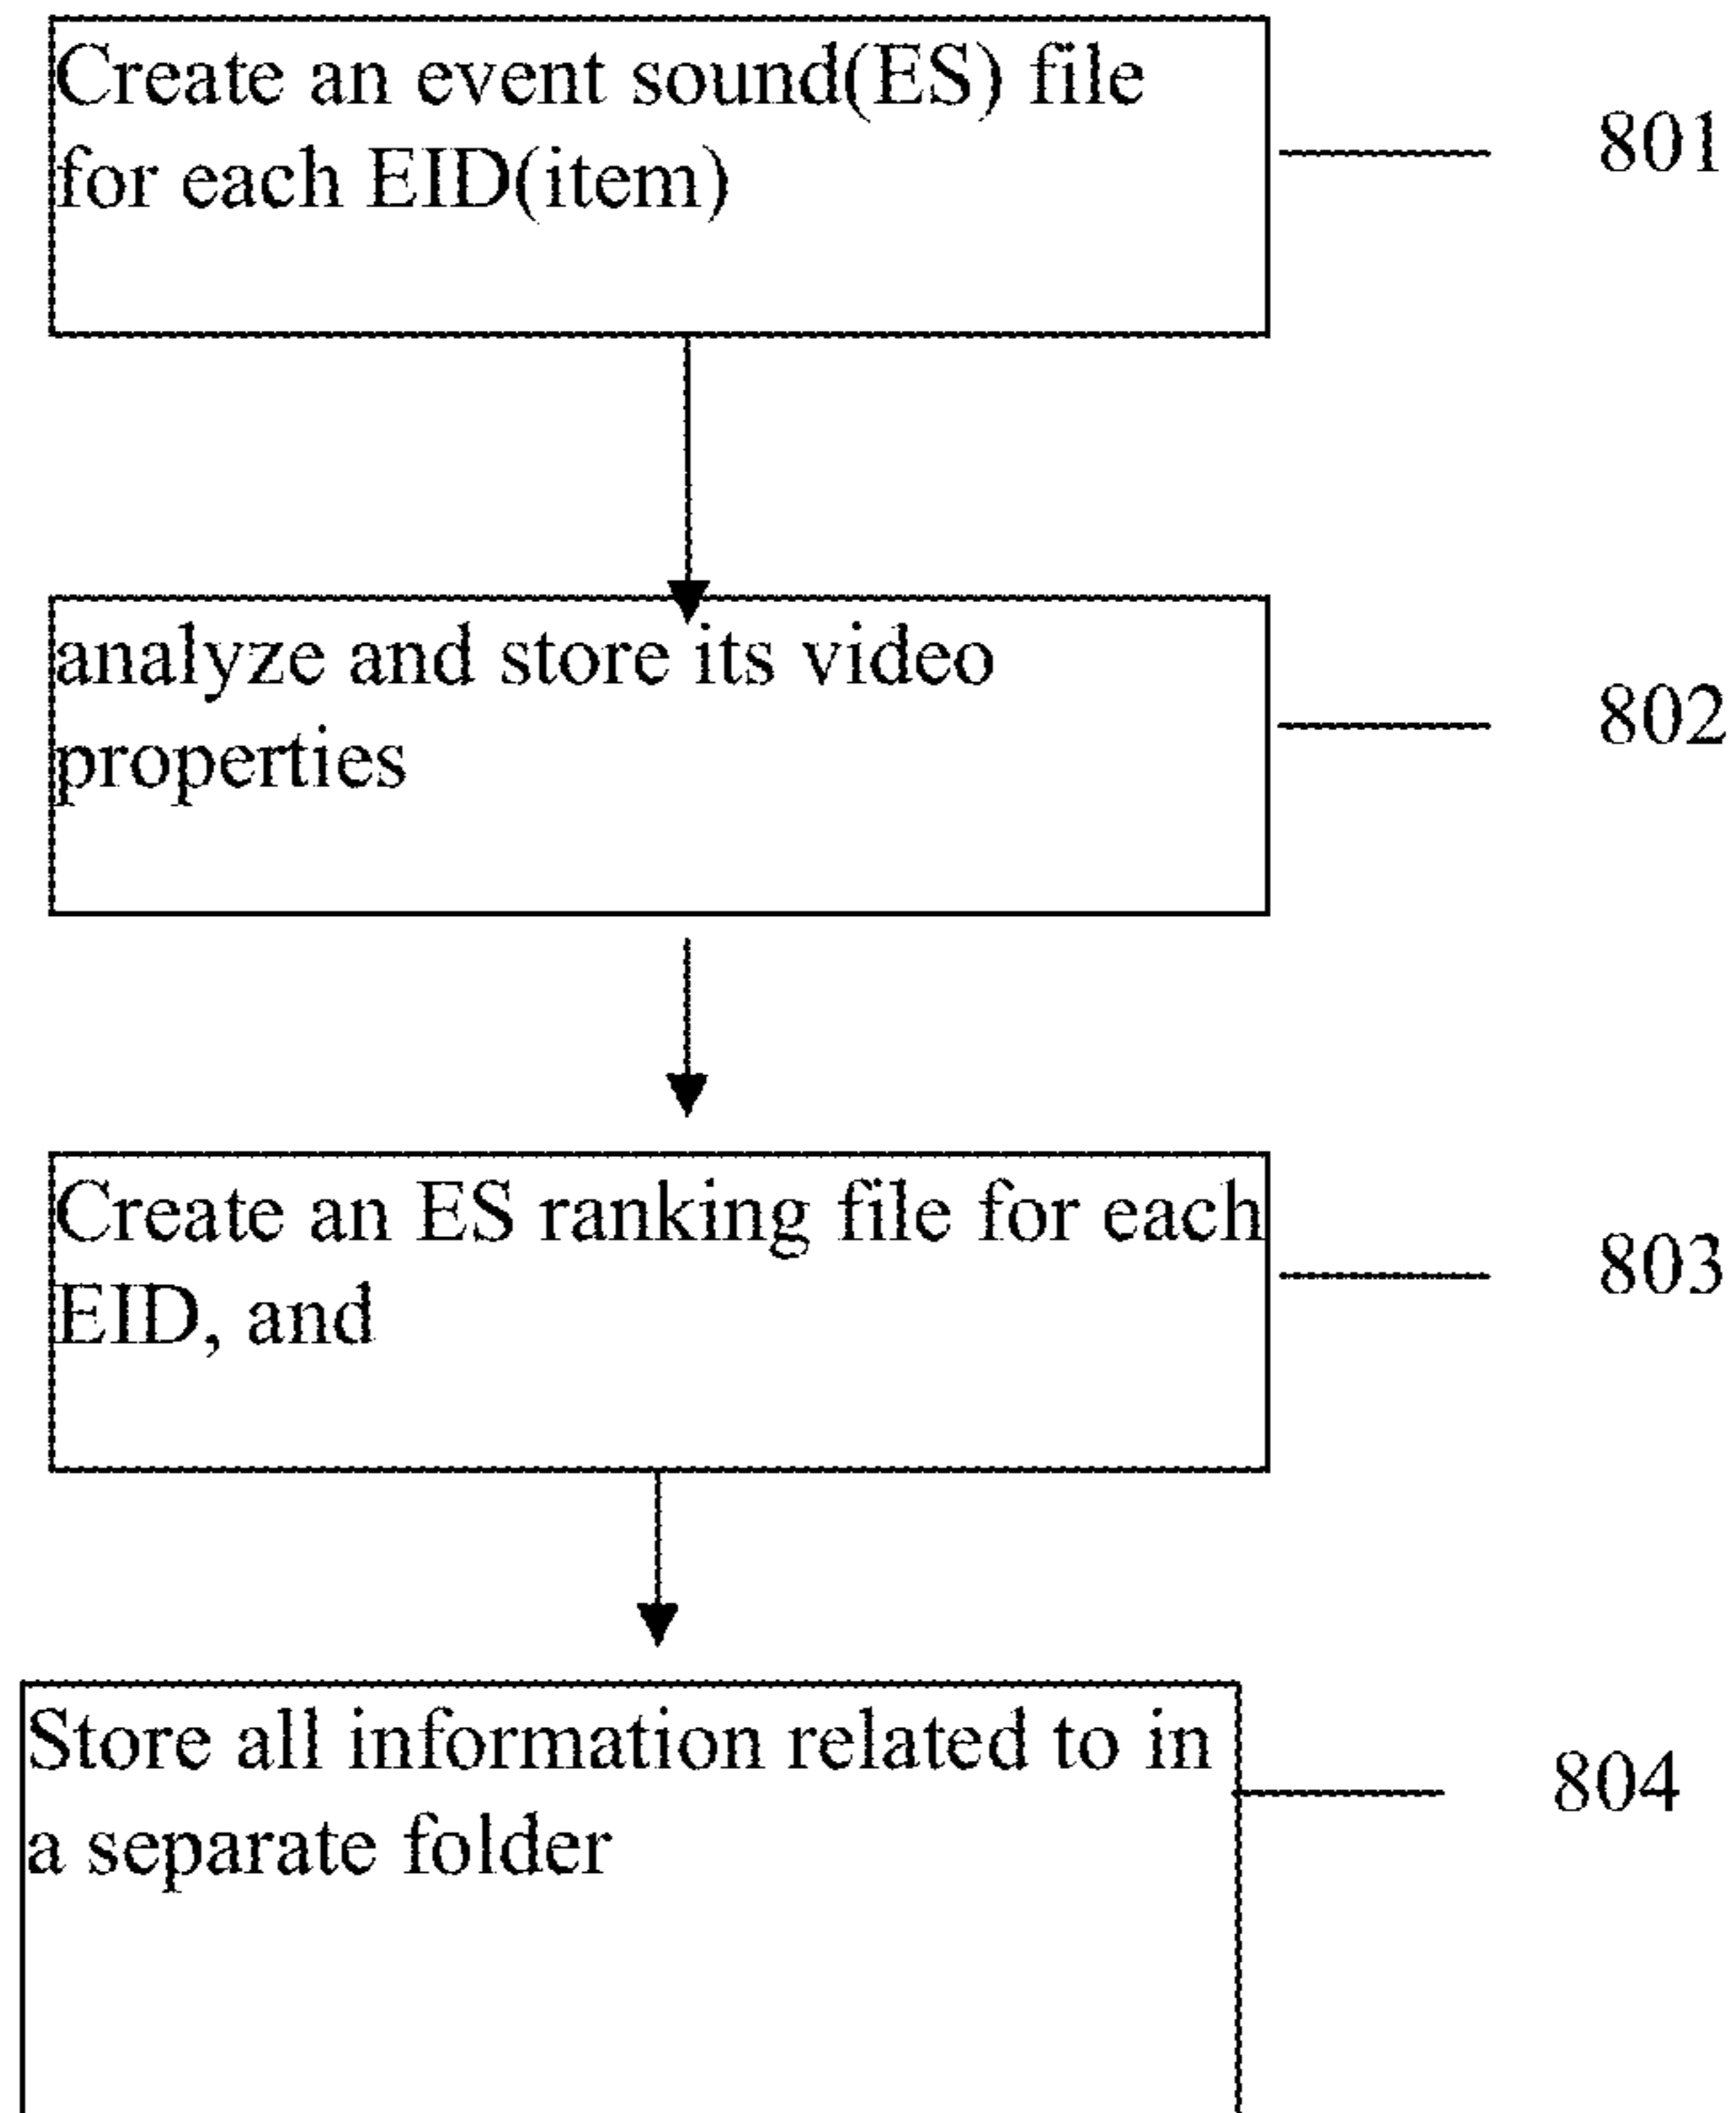 Create an event sound(ES) file
for each EID(item)
801
analyze and store its video
properties
802
Create an ES ranking file for each
EID, and
803
Store all information related to in
a separate folder
804